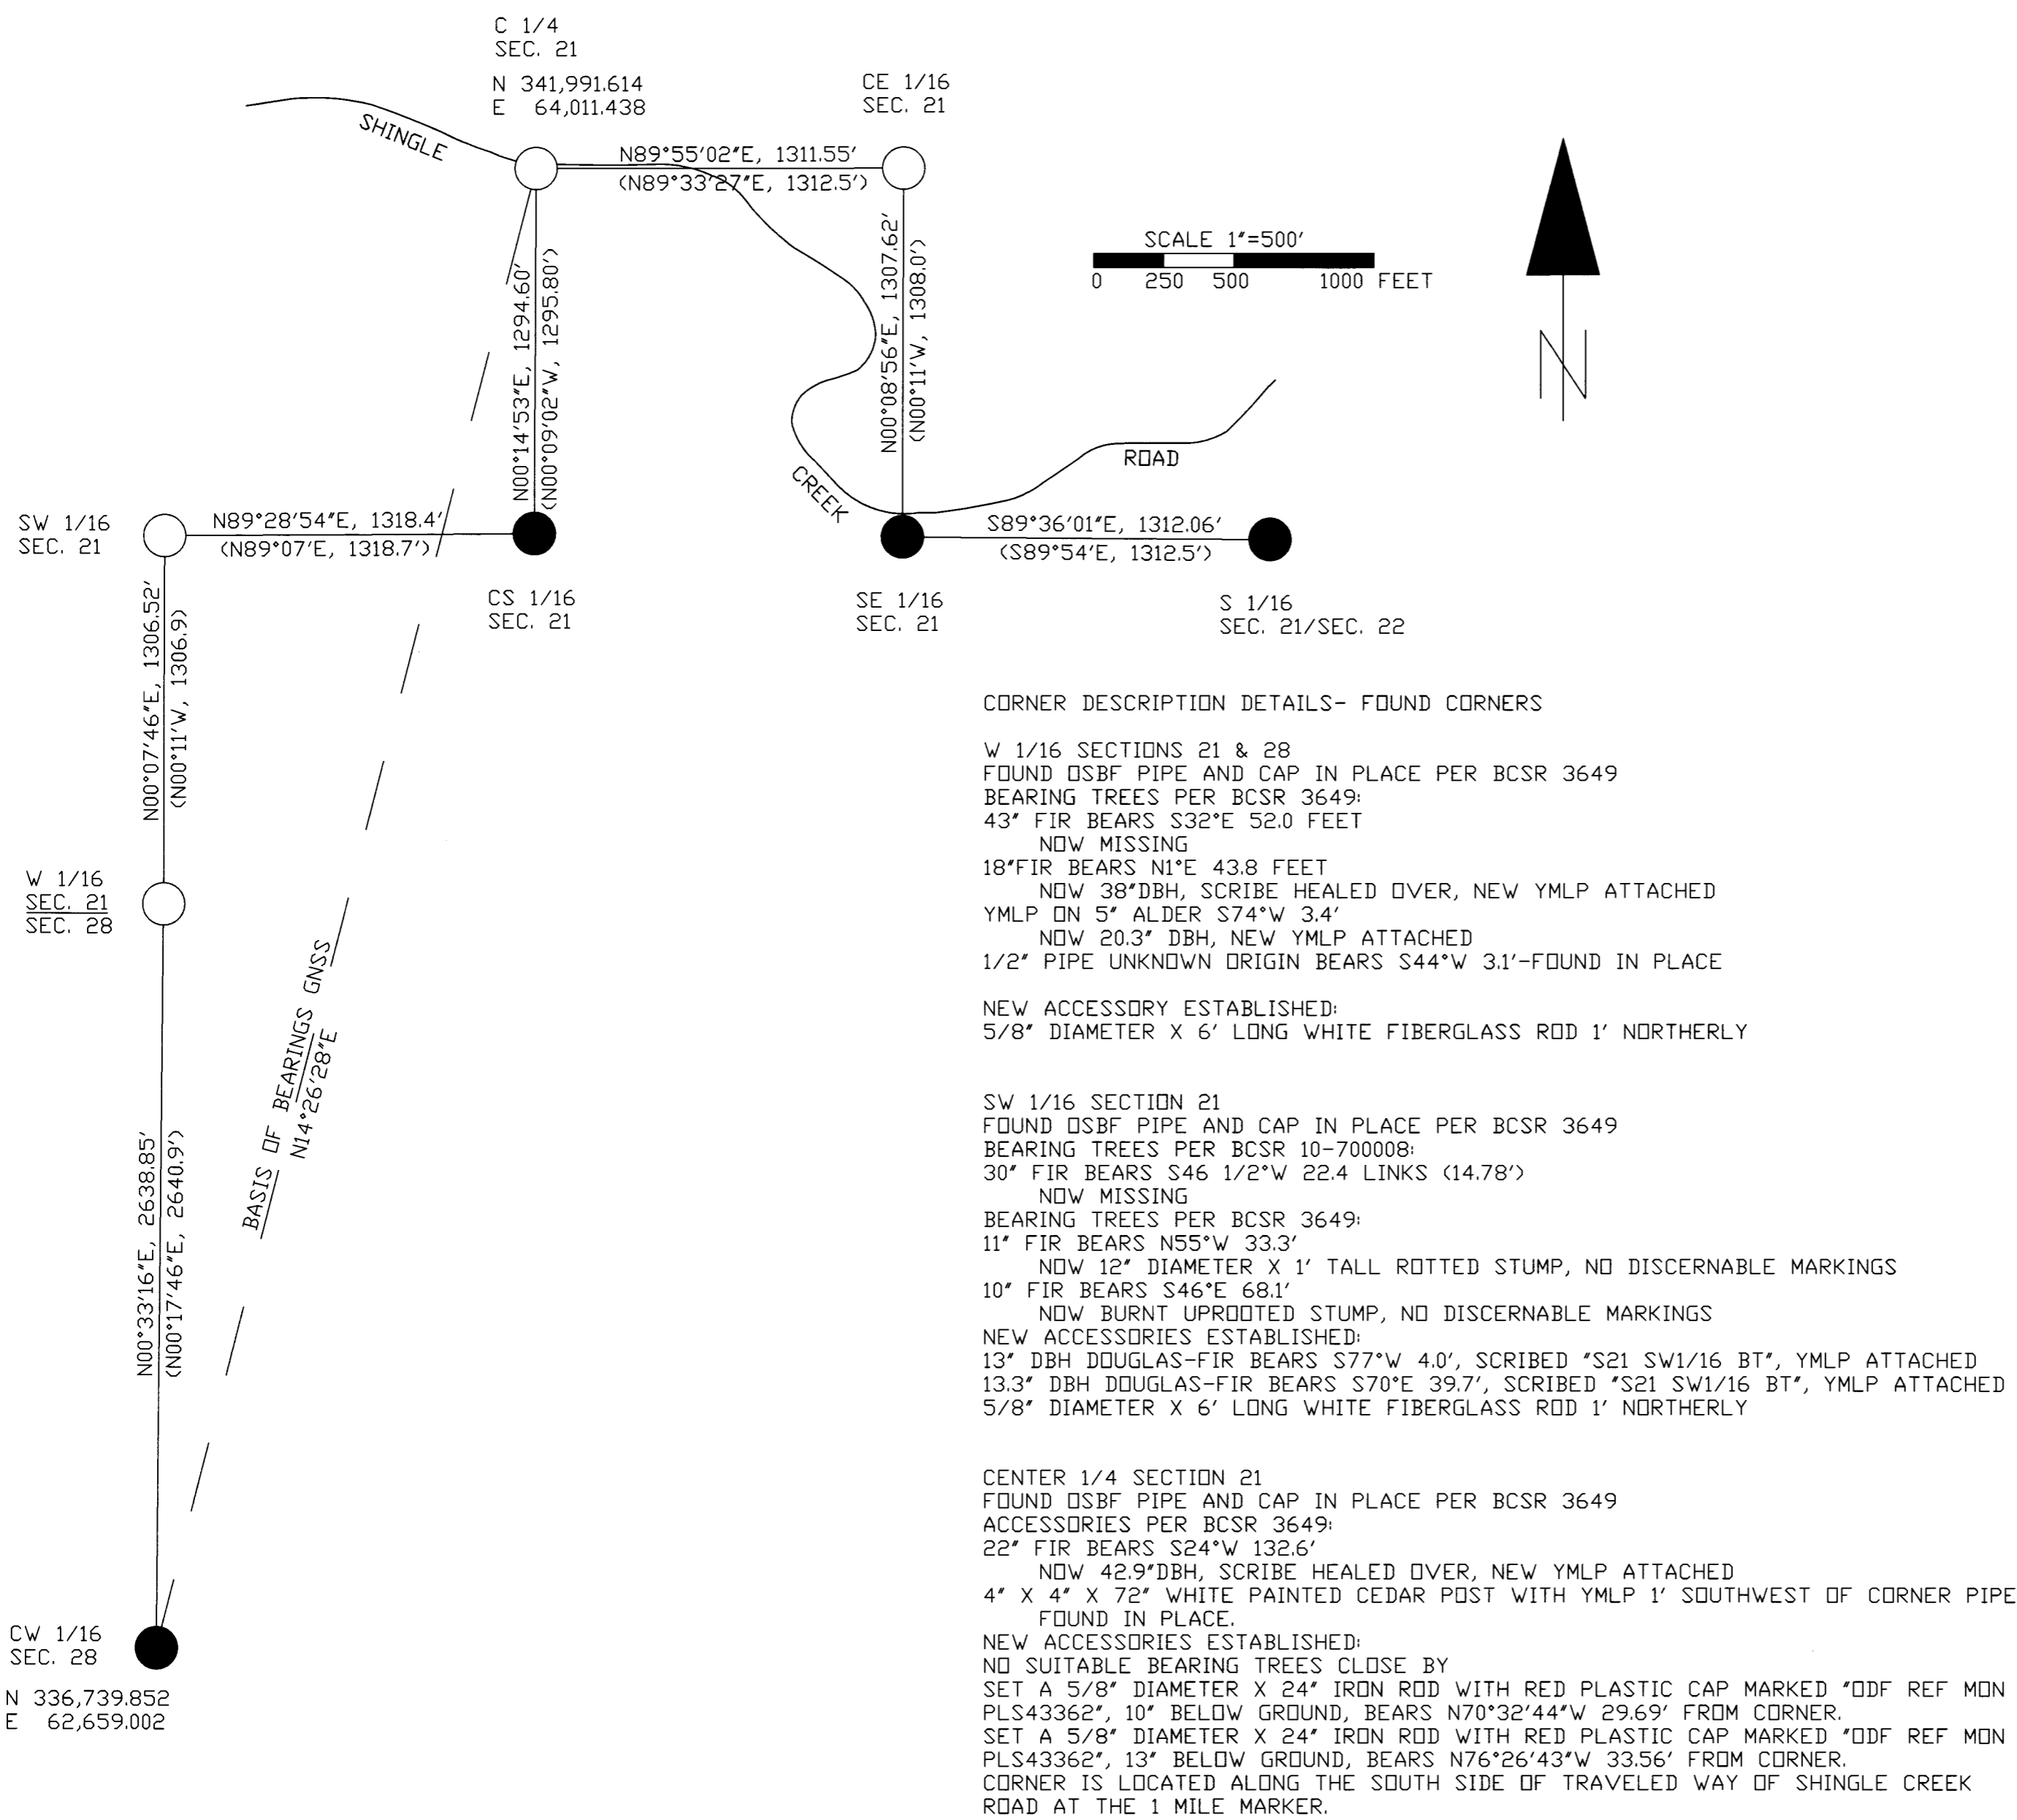 C 1/4
SEC. 21
N 341,991.614
E 64,011.438
CE 1/16
SEC. 21
SHINGLE
N89°55'02"E, 1311.55'
(N89°33'27"E, 1312.5')
SCALE 1"=500'
0 250 500 1000 FEET
N
N00°14'53"E, 1294.60'
(N00°09'02"W, 1295.80')
N00°08'56"E, 1307.62'
(N00°11'W, 1308.0')
CREEK
ROAD
SW 1/16
SEC. 21
N89°28'54"E, 1318.4'
(N89°07'E, 1318.7')
S89°36'01"E, 1312.06'
(S89°54'E, 1312.5')
CS 1/16
SEC. 21
SE 1/16
SEC. 21
S 1/16
SEC. 21/SEC. 22
N00°07'46"E, 1306.52'
(N00°11'W, 1306.9)
W 1/16
SEC. 21
SEC. 28
BASIS OF BEARINGS GNSS
N14°26'28"E
N00°33'16"E, 2638.85'
(N00°17'46"E, 2640.9')
CW 1/16
SEC. 28
N 336,739.852
E 62,659.002
CORNER DESCRIPTION DETAILS- FOUND CORNERS
W 1/16 SECTIONS 21 & 28
FOUND OSBF PIPE AND CAP IN PLACE PER BCSR 3649
BEARING TREES PER BCSR 3649:
43" FIR BEARS S32°E 52.0 FEET
NOW MISSING
18"FIR BEARS N1°E 43.8 FEET
NOW 38"DBH, SCRIBE HEALED OVER, NEW YMLP ATTACHED
YMLP ON 5" ALDER S74°W 3.4'
NOW 20.3" DBH, NEW YMLP ATTACHED
1/2" PIPE UNKNOWN ORIGIN BEARS S44°W 3.1'-FOUND IN PLACE
NEW ACCESSORY ESTABLISHED:
5/8" DIAMETER X 6' LONG WHITE FIBERGLASS ROD 1' NORTHERLY
SW 1/16 SECTION 21
FOUND OSBF PIPE AND CAP IN PLACE PER BCSR 3649
BEARING TREES PER BCSR 10-700008:
30" FIR BEARS S46 1/2°W 22.4 LINKS (14.78')
NOW MISSING
BEARING TREES PER BCSR 3649:
11" FIR BEARS N55°W 33.3'
NOW 12" DIAMETER X 1' TALL ROTTED STUMP, NO DISCERNABLE MARKINGS
10" FIR BEARS S46°E 68.1'
NOW BURNT UPROOTED STUMP, NO DISCERNABLE MARKINGS
NEW ACCESSORIES ESTABLISHED:
13" DBH DOUGLAS-FIR BEARS S77°W 4.0', SCRIBED "S21 SW1/16 BT", YMLP ATTACHED
13.3" DBH DOUGLAS-FIR BEARS S70°E 39.7', SCRIBED "S21 SW1/16 BT", YMLP ATTACHED
5/8" DIAMETER X 6' LONG WHITE FIBERGLASS ROD 1' NORTHERLY
CENTER 1/4 SECTION 21
FOUND OSBF PIPE AND CAP IN PLACE PER BCSR 3649
ACCESSORIES PER BCSR 3649:
22" FIR BEARS S24°W 132.6'
NOW 42.9"DBH, SCRIBE HEALED OVER, NEW YMLP ATTACHED
4" X 4" X 72" WHITE PAINTED CEDAR POST WITH YMLP 1' SOUTHWEST OF CORNER PIPE
FOUND IN PLACE.
NEW ACCESSORIES ESTABLISHED:
NO SUITABLE BEARING TREES CLOSE BY
SET A 5/8" DIAMETER X 24" IRON ROD WITH RED PLASTIC CAP MARKED "ODF REF MON
PLS43362", 10" BELOW GROUND, BEARS N70°32'44"W 29.69' FROM CORNER.
SET A 5/8" DIAMETER X 24" IRON ROD WITH RED PLASTIC CAP MARKED "ODF REF MON
PLS43362", 13" BELOW GROUND, BEARS N76°26'43"W 33.56' FROM CORNER.
CORNER IS LOCATED ALONG THE SOUTH SIDE OF TRAVELED WAY OF SHINGLE CREEK
ROAD AT THE 1 MILE MARKER.